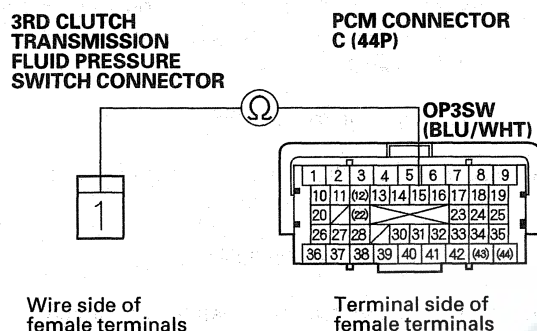 3RD CLUTCH
TRANSMISSION
FLUID PRESSURE
SWITCH CONNECTOR
PCM CONNECTOR
C (44P)
Ω
OP3SW
(BLU/WHT)
1
1 2 3 4 5 6 7 8 9
10 11 (12) 13 14 15 16 17 18 19
20 (22) 23 24 25
26 27 28 30 31 32 33 34 35
36 37 38 39 40 41 42 (43) (44)
Wire side of
female terminals
Terminal side of
female terminals